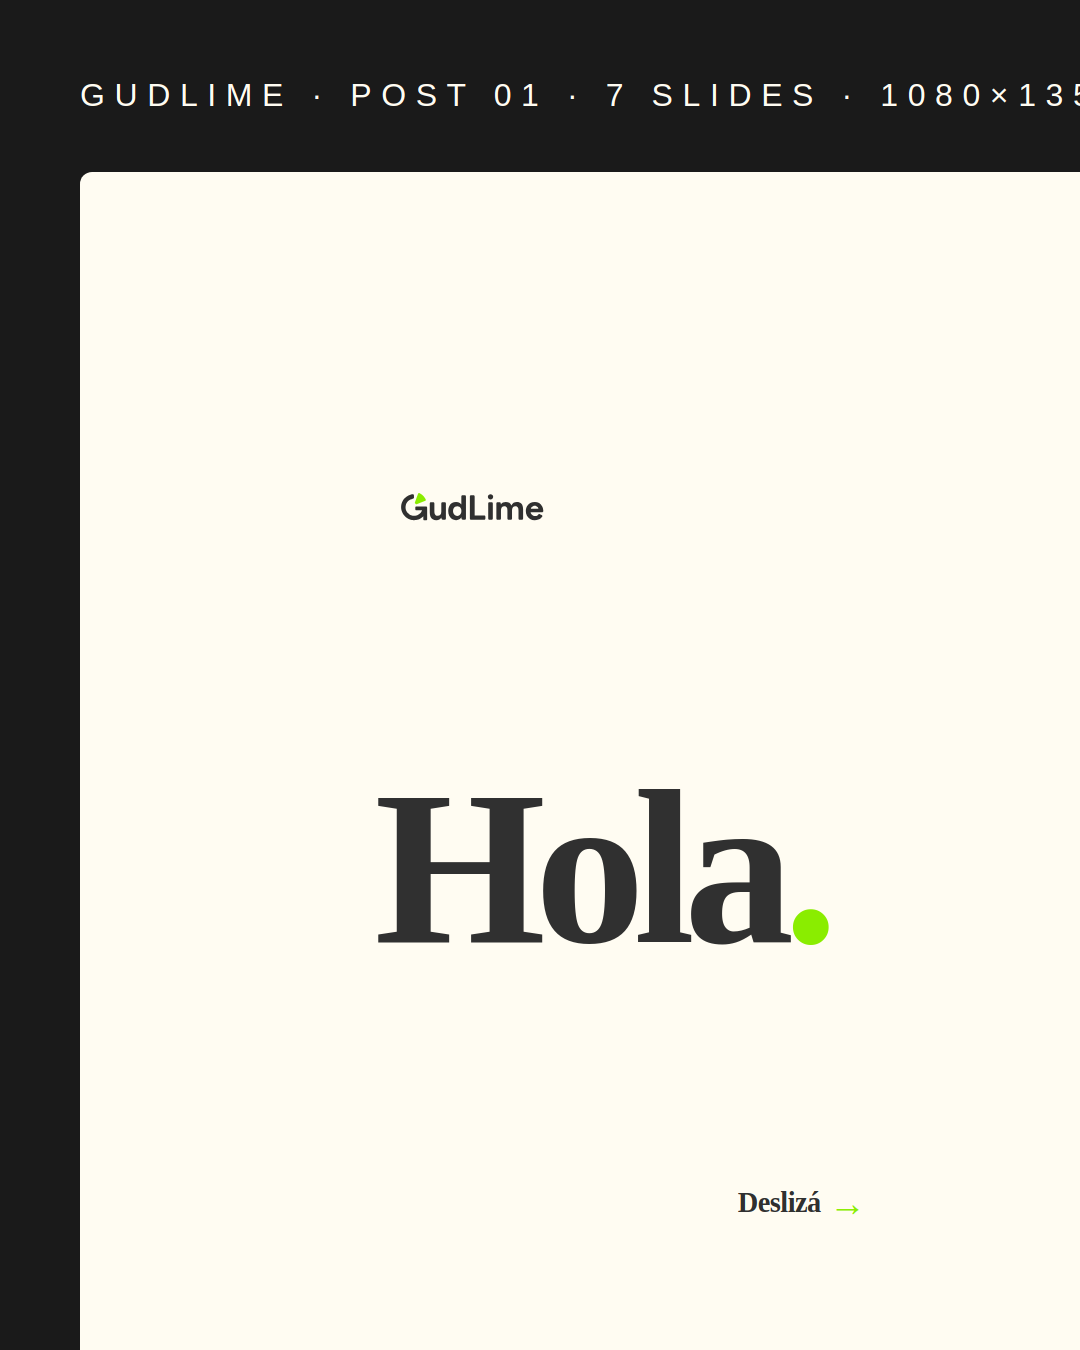 GUDLIME · POST 01 · 7 SLIDES · 1080×135
GudLime
Hola.
Deslizá →